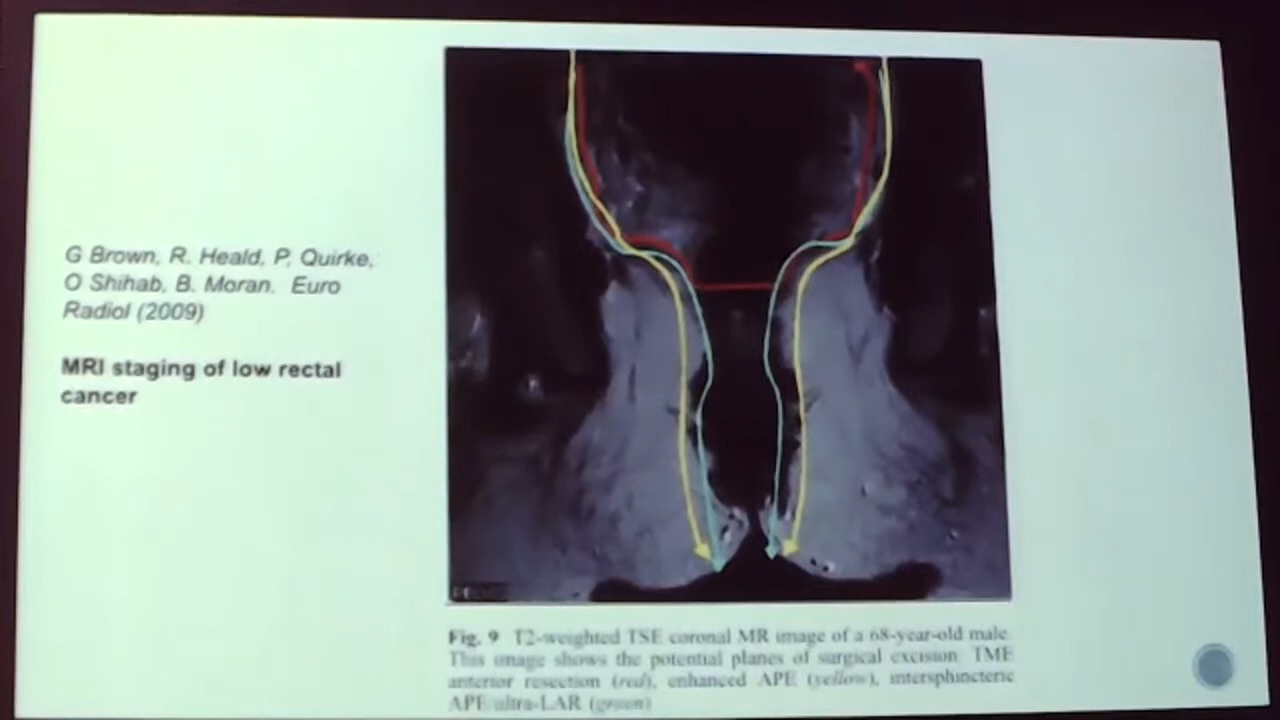 G Brown, R. Heald, P, Quirke,
O Shihab, B. Moran. Euro
Radiol (2009)
MRI staging of low rectal
cancer
Fig. 9 T2-weighted TSE coronal MR image of a 68-year-old male.
This image shows the potential planes of surgical excision: TME
anterior resection (red), enhanced APE (yellow), intersphincteric
APE/ultra-LAR (green)